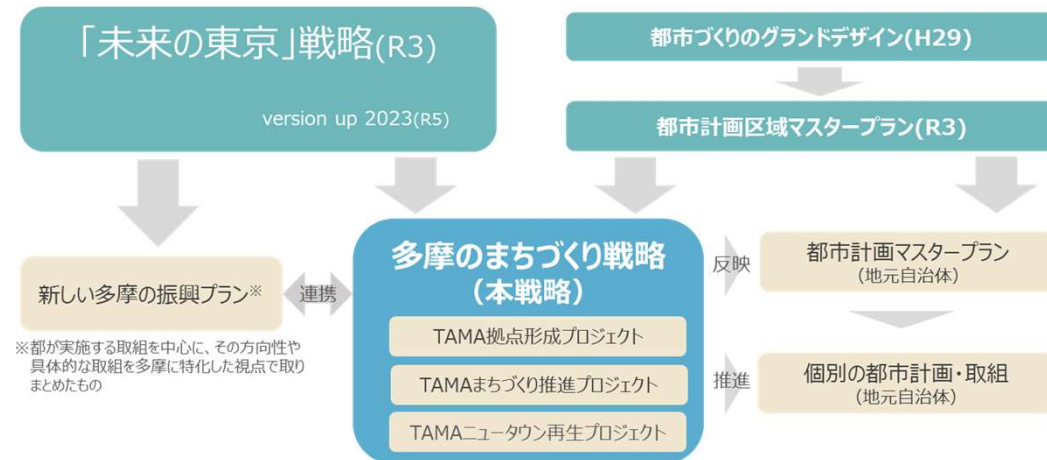 「未来の東京」戦略(R3)
version up 2023(R5)
都市づくりのグランドデザイン(H29)
都市計画区域マスタープラン(R3)
新しい多摩の振興プラン※
※都が実施する取組を中心に、その方向性や
具体的な取組を多摩に特化した視点で取り
まとめたもの
連携
多摩のまちづくり戦略
（本戦略）
TAMA拠点形成プロジェクト
TAMAまちづくり推進プロジェクト
TAMAニュータウン再生プロジェクト
反映
都市計画マスタープラン
(地元自治体)
推進
個別の都市計画・取組
(地元自治体)